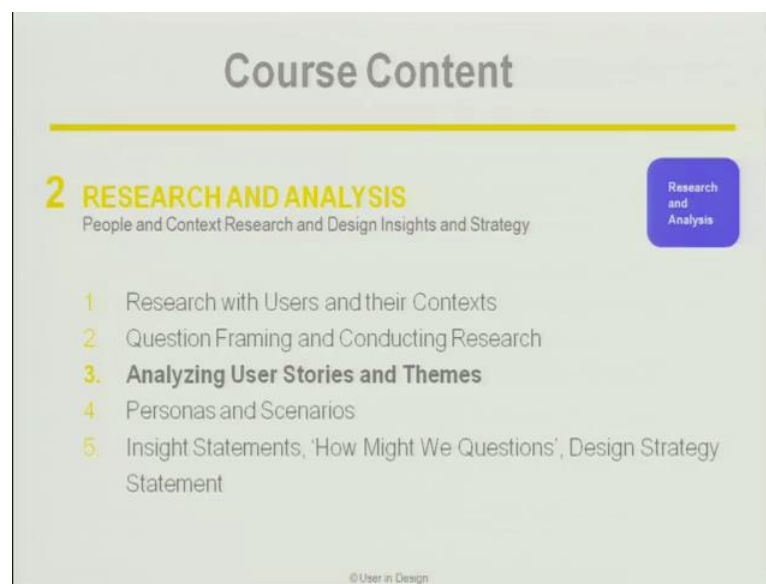 Course Content
2 RESEARCH AND ANALYSIS
People and Context Research and Design Insights and Strategy
Research
and
Analysis
1. Research with Users and their Contexts
2. Question Framing and Conducting Research
3. Analyzing User Stories and Themes
4. Personas and Scenarios
5. Insight Statements, ‘How Might We Questions’, Design Strategy
Statement
© User in Design